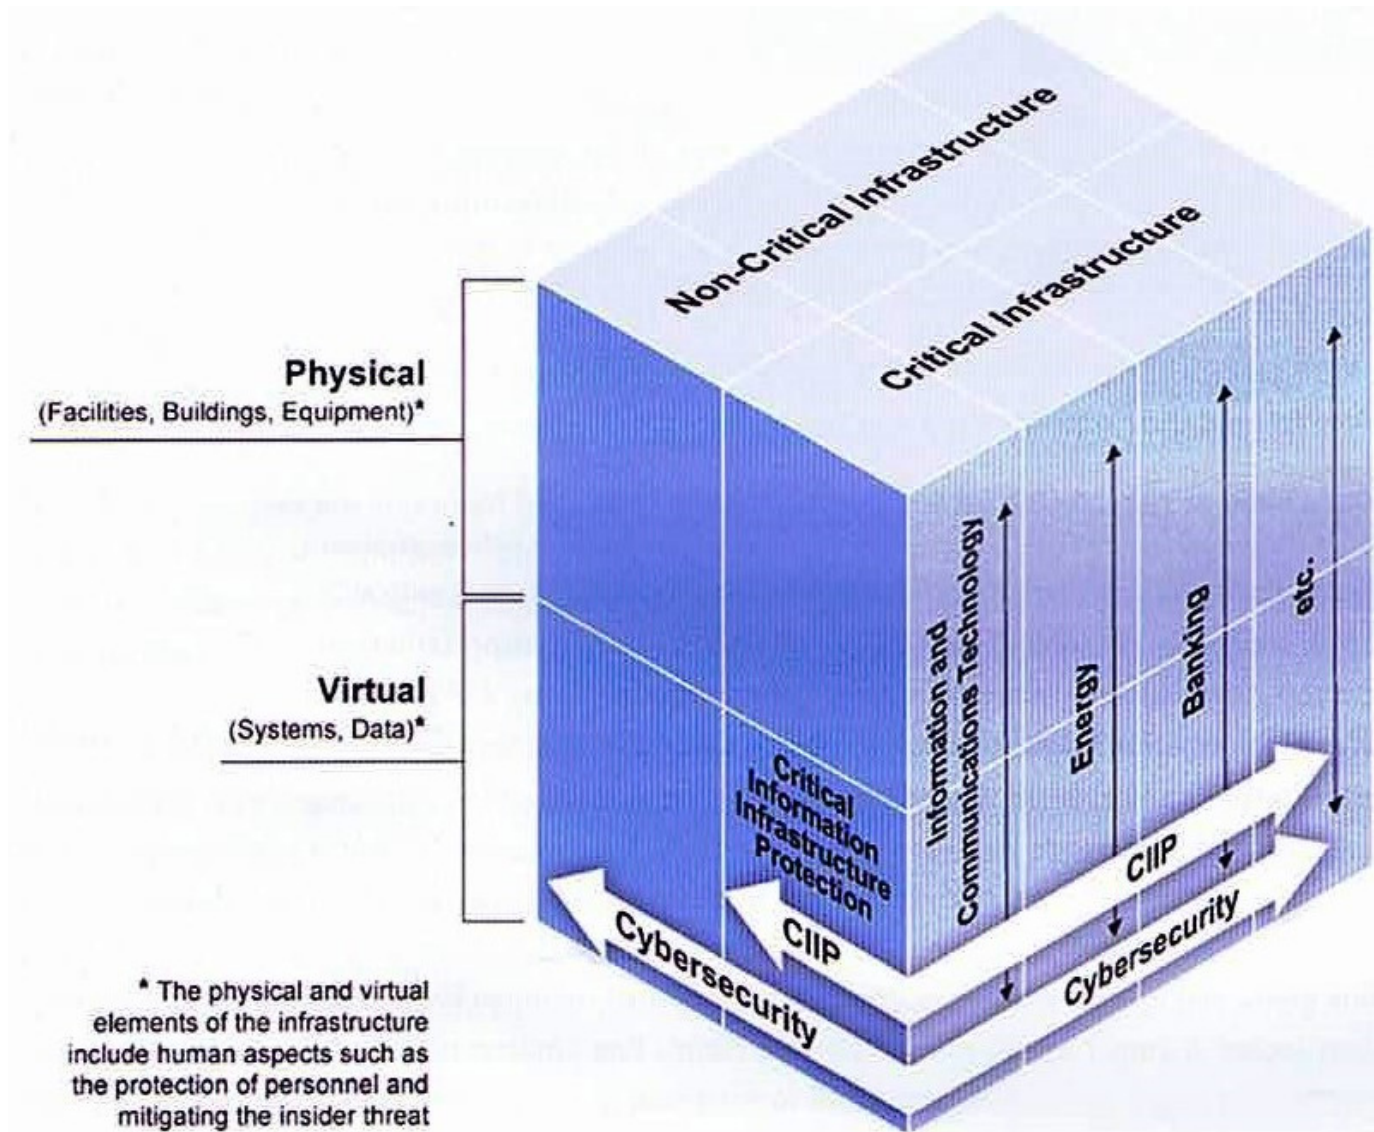 Non-Critical Infrastructure
Critical Infrastructure
Physical
(Facilities, Buildings, Equipment)*
Virtual
(Systems, Data)*
Critical
Information
Infrastructure
Protection
Information and
Communications Technology
Energy
Banking
etc.
CIIP
CIIP
Cybersecurity
Cybersecurity
* The physical and virtual
elements of the infrastructure
include human aspects such as
the protection of personnel and
mitigating the insider threat